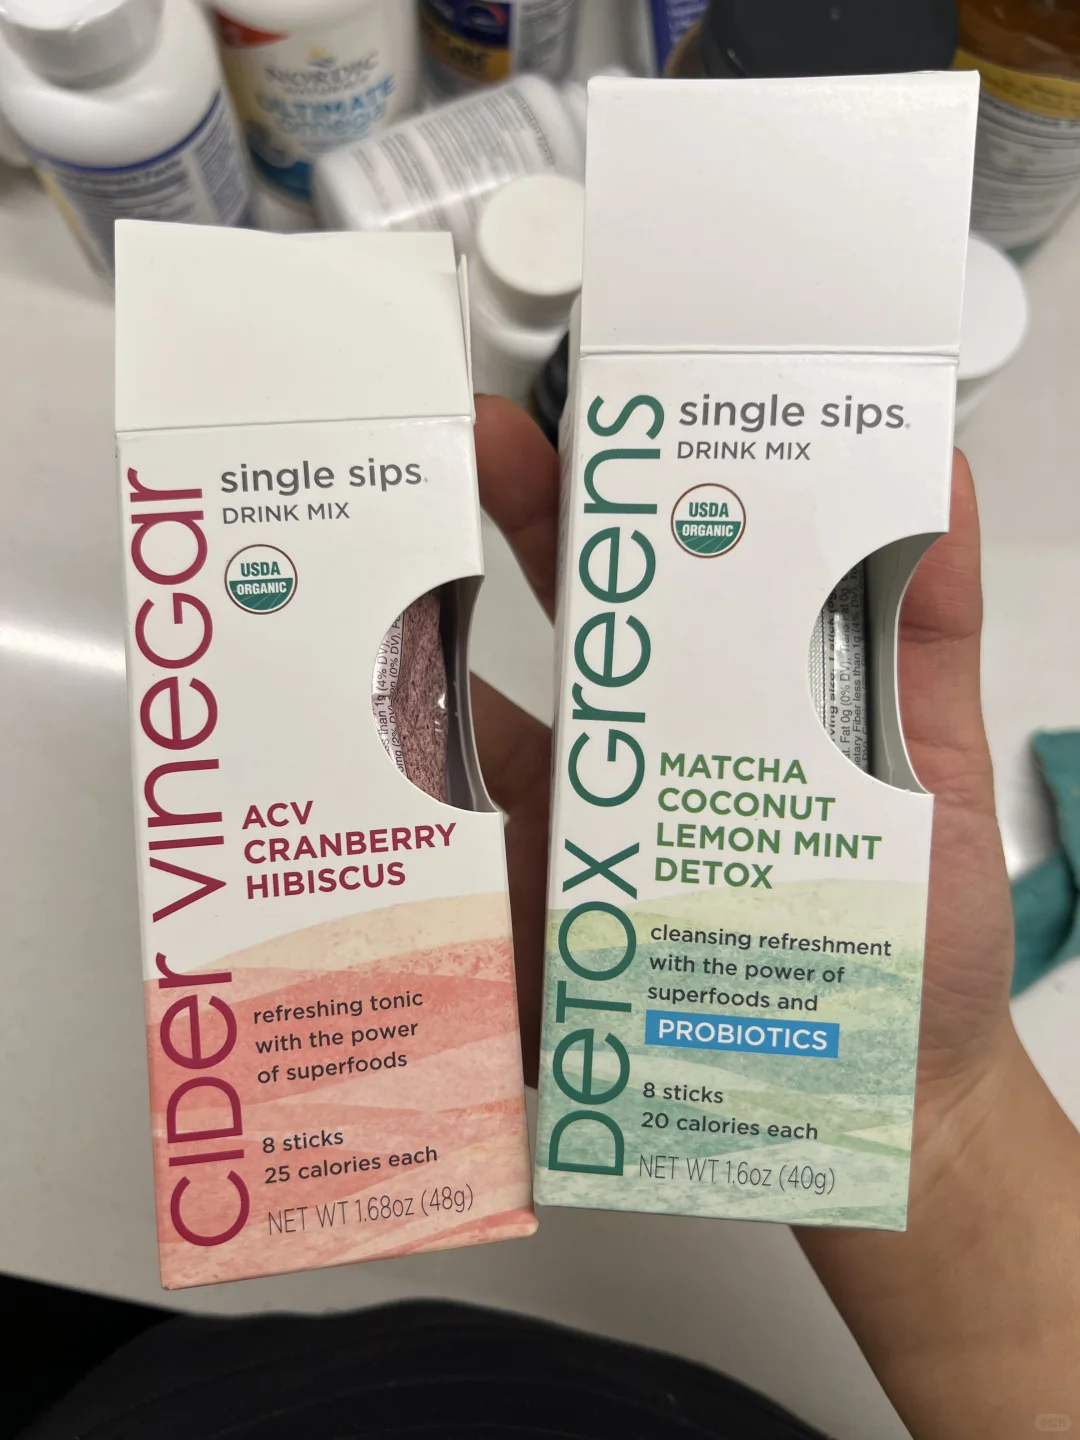 NORDIC
ULTIMATE
omega
single sips
DRINK MIX
USDA
ORGANIC
CIDER VINEGAR
ACV
CRANBERRY
HIBISCUS
refreshing tonic
with the power
of superfoods
8 sticks
25 calories each
NET WT 1.68oz (48g)
single sips
DRINK MIX
USDA
ORGANIC
DETOX GREENS
MATCHA
COCONUT
LEMON MINT
DETOX
cleansing refreshment
with the power of
superfoods and
PROBIOTICS
8 sticks
20 calories each
NET WT 1.6oz (40g)